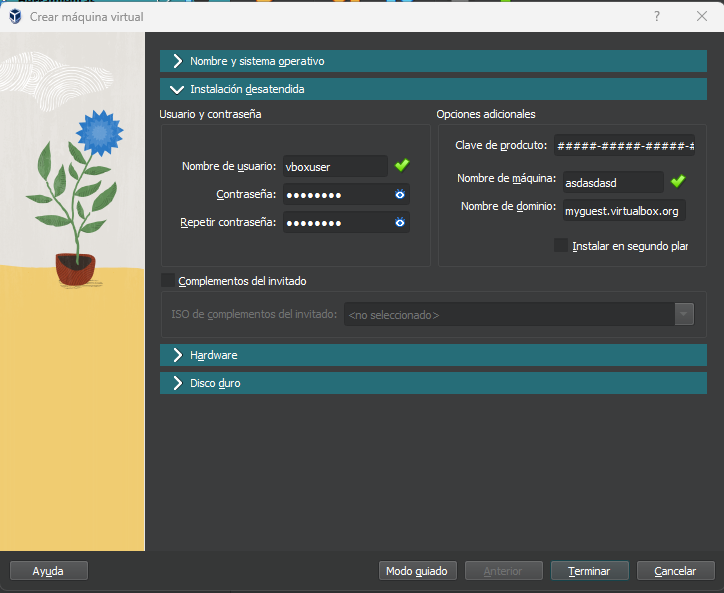 Crear máquina virtual
Nombre y sistema operativo
Instalación desatendida
Usuario y contraseña
Opciones adicionales
Nombre de usuario: vboxuser
Contraseña: ●●●●●●●●
Repetir contraseña: ●●●●●●●●
Clave de prodcuto: #####-#####-#####-#
Nombre de máquina: asdasdasd
Nombre de dominio: myguest.virtualbox.org
Instalar en segundo plar
Complementos del invitado
ISO de complementos del invitado: <no seleccionado>
Hardware
Disco duro
Ayuda
Modo guiado
Anterior
Terminar
Cancelar